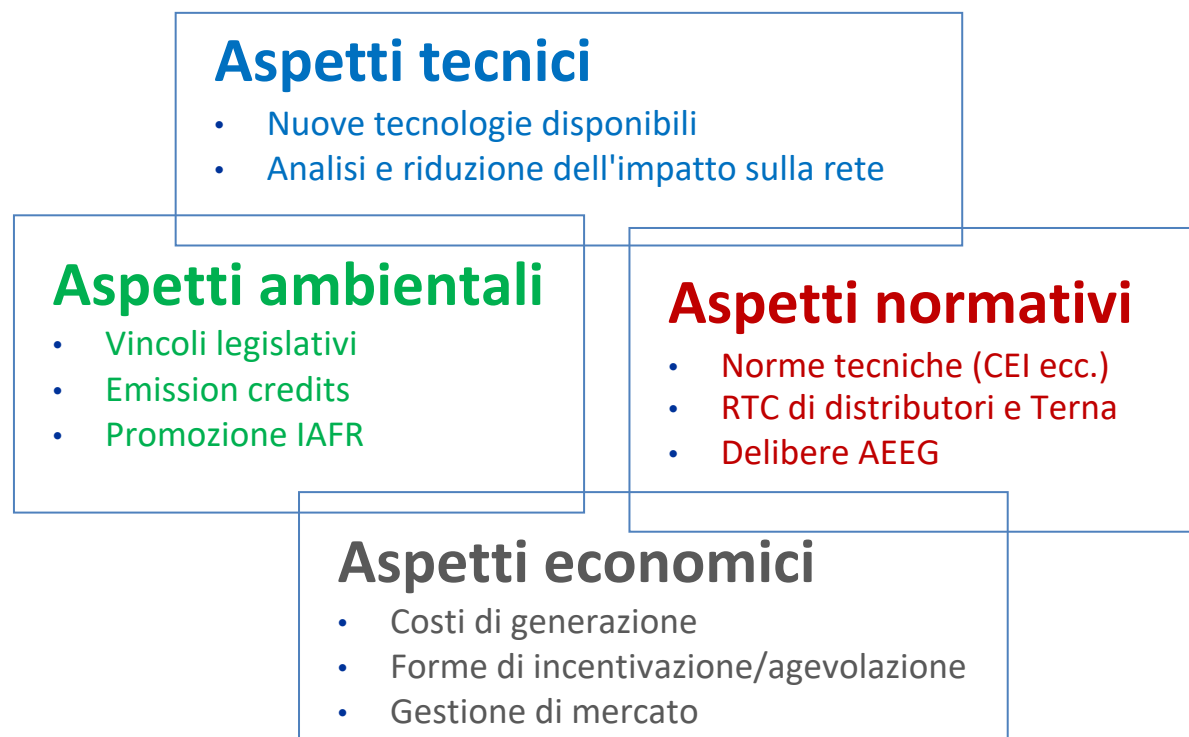 Aspetti tecnici
• Nuove tecnologie disponibili
• Analisi e riduzione dell'impatto sulla rete
Aspetti ambientali
• Vincoli legislativi
• Emission credits
• Promozione IAFR
Aspetti normativi
• Norme tecniche (CEI ecc.)
• RTC di distributori e Terna
• Delibere AEEG
Aspetti economici
• Costi di generazione
• Forme di incentivazione/agevolazione
• Gestione di mercato